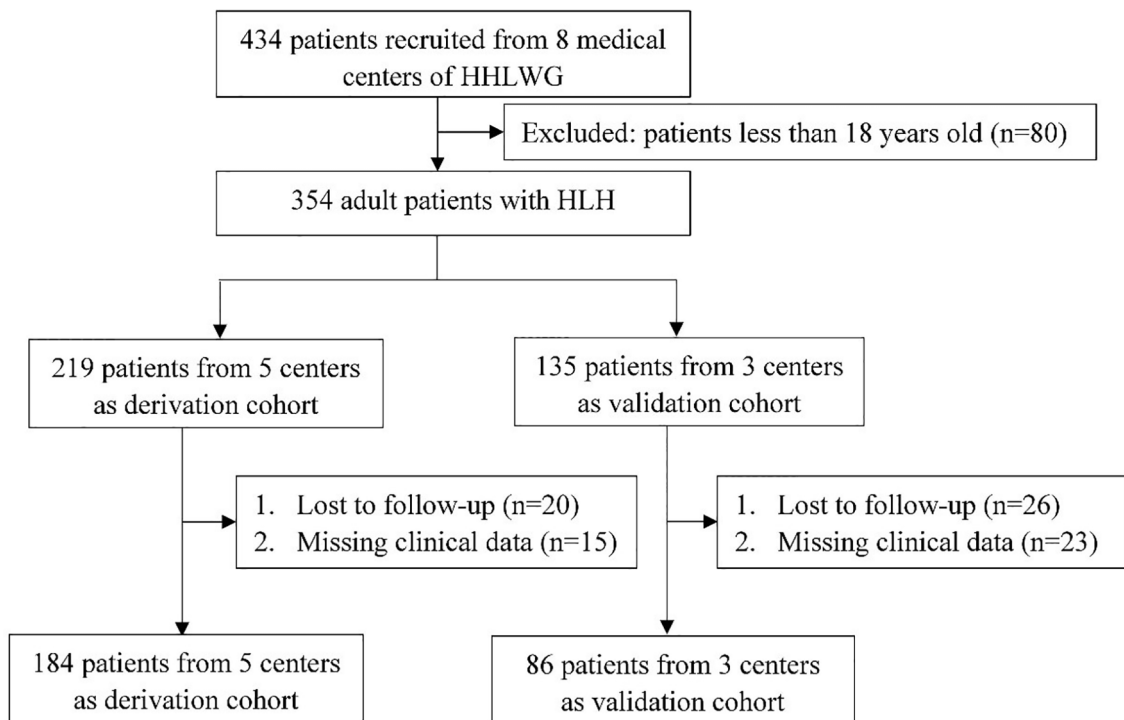 434 patients recruited from 8 medical
centers of HHLWG
Excluded: patients less than 18 years old (n=80)
354 adult patients with HLH
219 patients from 5 centers
as derivation cohort
135 patients from 3 centers
as validation cohort
1. Lost to follow-up (n=20)
2. Missing clinical data (n=15)
1. Lost to follow-up (n=26)
2. Missing clinical data (n=23)
184 patients from 5 centers
as derivation cohort
86 patients from 3 centers
as validation cohort